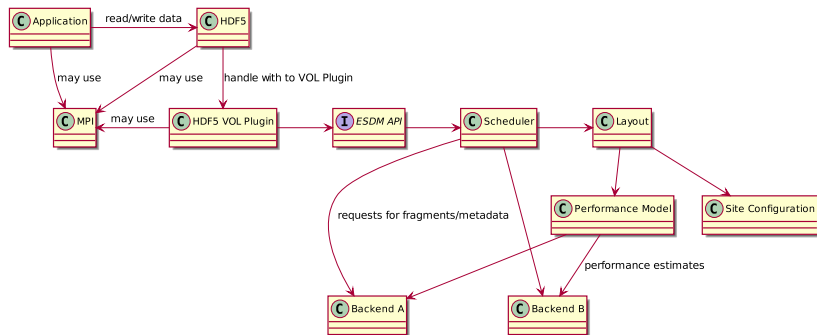 C Application
read/write data
C HDF5
may use
may use
handle with to VOL Plugin
C MPI
may use
C HDF5 VOL Plugin
I ESDM API
C Scheduler
C Layout
requests for fragments/metadata
C Performance Model
C Site Configuration
performance estimates
C Backend A
C Backend B